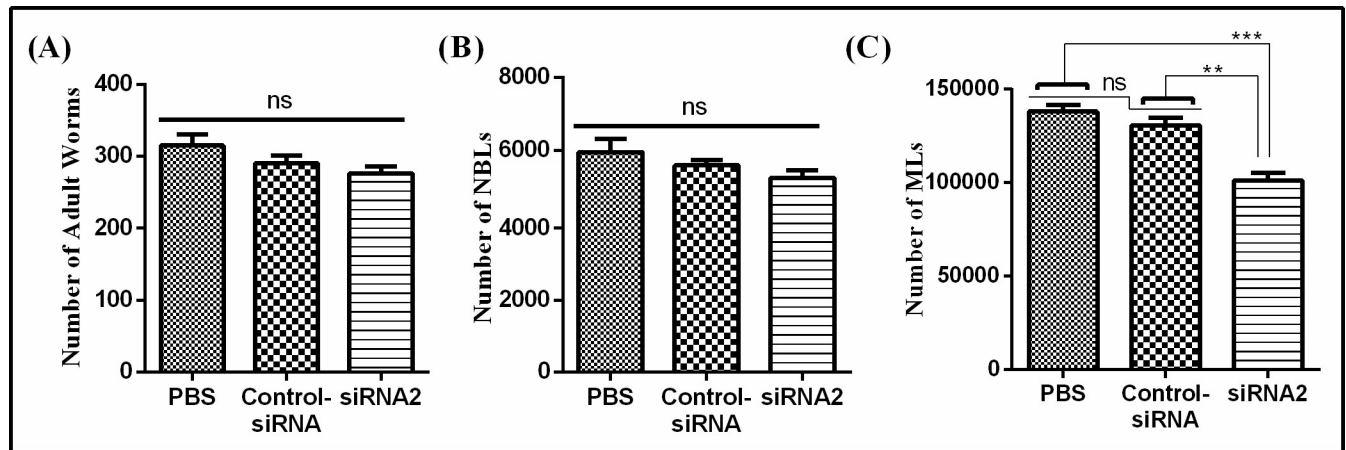 (A)
Number of Adult Worms
400
300
200
100
0
ns
PBS
Control-
siRNA
siRNA2
(B)
Number of NBLs
8000
6000
4000
2000
0
ns
PBS
Control-
siRNA
siRNA2
(C)
Number of MLs
150000
100000
50000
0
***
ns
**
PBS
Control-
siRNA
siRNA2